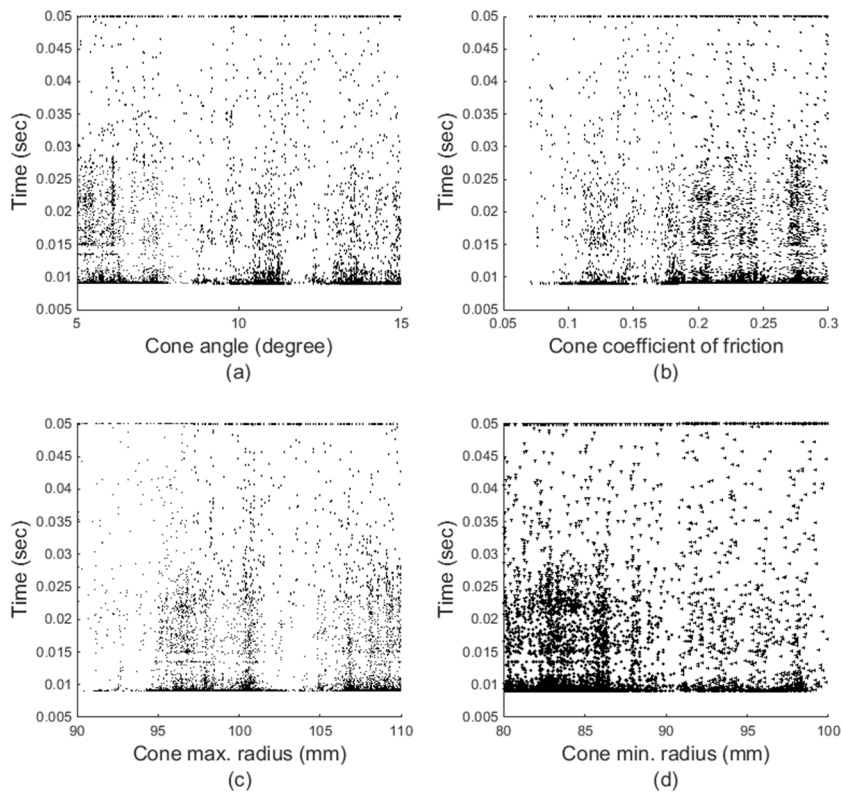 0.05
0.045
0.04
0.035
0.03
0.025
0.02
0.015
0.01
0.005
Time (sec)
5 10 15
Cone angle (degree)
(a)
0.05
0.045
0.04
0.035
0.03
0.025
0.02
0.015
0.01
0.005
Time (sec)
0.05 0.1 0.15 0.2 0.25 0.3
Cone coefficient of friction
(b)
0.05
0.045
0.04
0.035
0.03
0.025
0.02
0.015
0.01
0.005
Time (sec)
90 95 100 105 110
Cone max. radius (mm)
(c)
0.05
0.045
0.04
0.035
0.03
0.025
0.02
0.015
0.01
0.005
Time (sec)
80 85 90 95 100
Cone min. radius (mm)
(d)